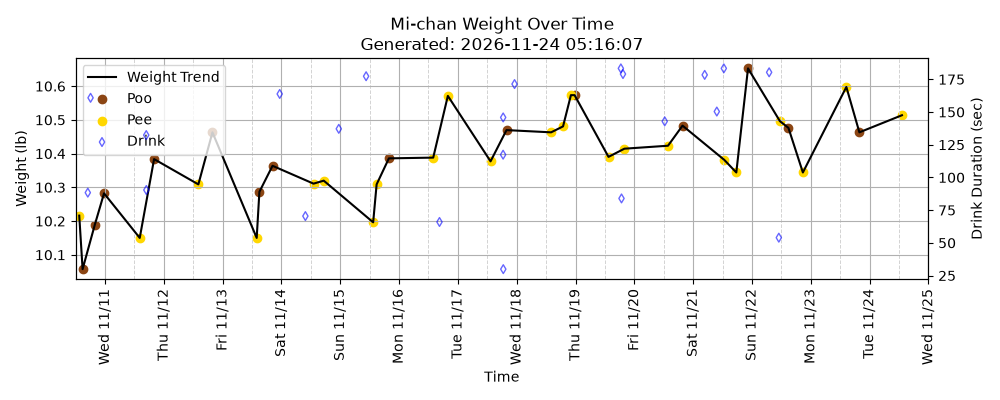 Mi-chan Weight Over Time
Generated: 2026-11-24 05:16:07
Weight Trend
Poo
Pee
Drink
Weight (lb)
10.6
10.5
10.4
10.3
10.2
10.1
175
150
125
100
75
50
25
Drink Duration (sec)
Wed 11/11
Thu 11/12
Fri 11/13
Sat 11/14
Sun 11/15
Mon 11/16
Tue 11/17
Wed 11/18
Thu 11/19
Fri 11/20
Sat 11/21
Sun 11/22
Mon 11/23
Tue 11/24
Wed 11/25
Time